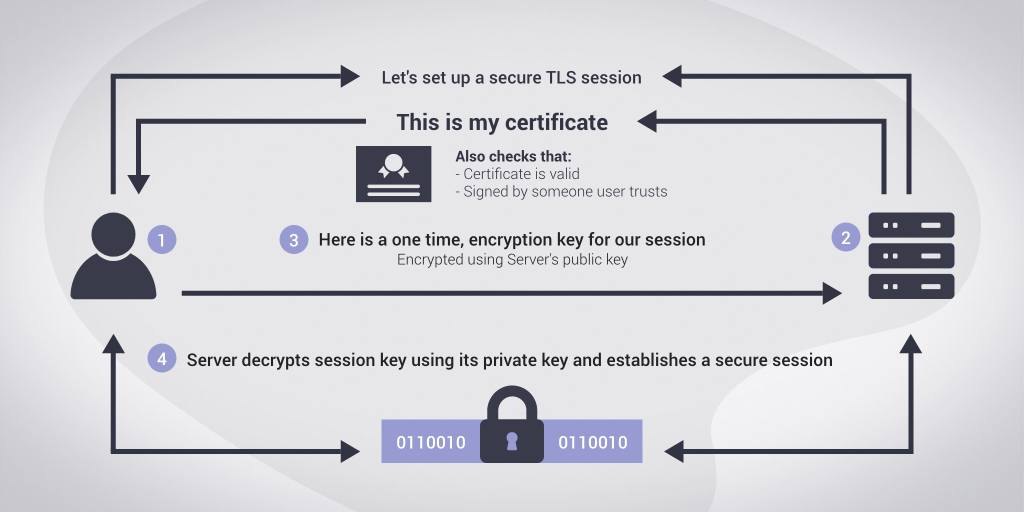 Let's set up a secure TLS session
This is my certificate
Also checks that:
- Certificate is valid
- Signed by someone user trusts
1
3 Here is a one time, encryption key for our session
Encrypted using Server's public key
2
4 Server decrypts session key using its private key and establishes a secure session
0110010 0110010